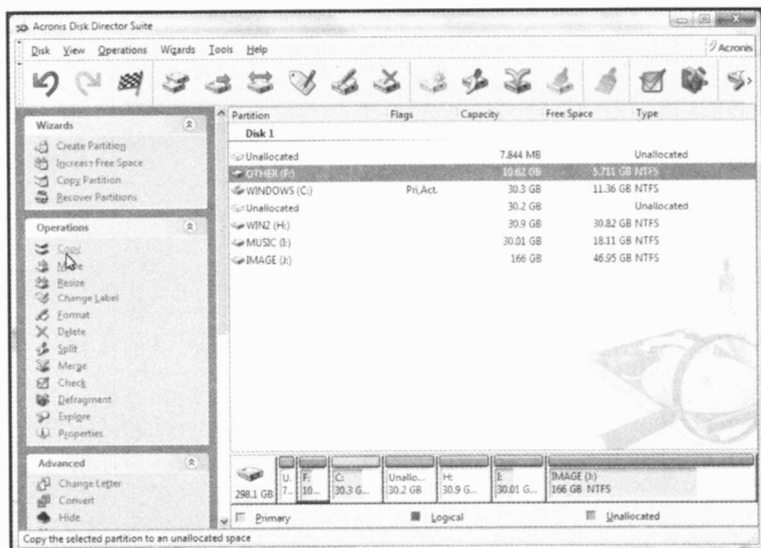 Acronis Disk Director Suite
Disk View Operations Wizards Tools Help
Acronis
Partition Flags Capacity Free Space Type
Disk 1
Unallocated 7.844 MB Unallocated
OTHER (F:) 10.62 GB 5.711 GB NTFS
WINDOWS (C:) Pri,Act. 30.3 GB 11.36 GB NTFS
Unallocated 30.2 GB Unallocated
WIN2 (H:) 30.9 GB 30.82 GB NTFS
MUSIC (I:) 30.01 GB 18.11 GB NTFS
IMAGE (J:) 166 GB 46.95 GB NTFS
Wizards
Create Partition
Increase Free Space
Copy Partition
Recover Partitions
Operations
Copy
Resize
Change Label
Format
Delete
Split
Merge
Check
Defragment
Explore
Properties
Advanced
Change Letter
Convert
Hide
298.1 GB
U. 7...
F: 10...
C: 30.3 G...
Unallo... 30.2 GB
H: 30.9 G...
I: 30.01 G...
IMAGE (J:)
166 GB NTFS
Primary Logical Unallocated
Copy the selected partition to an unallocated space